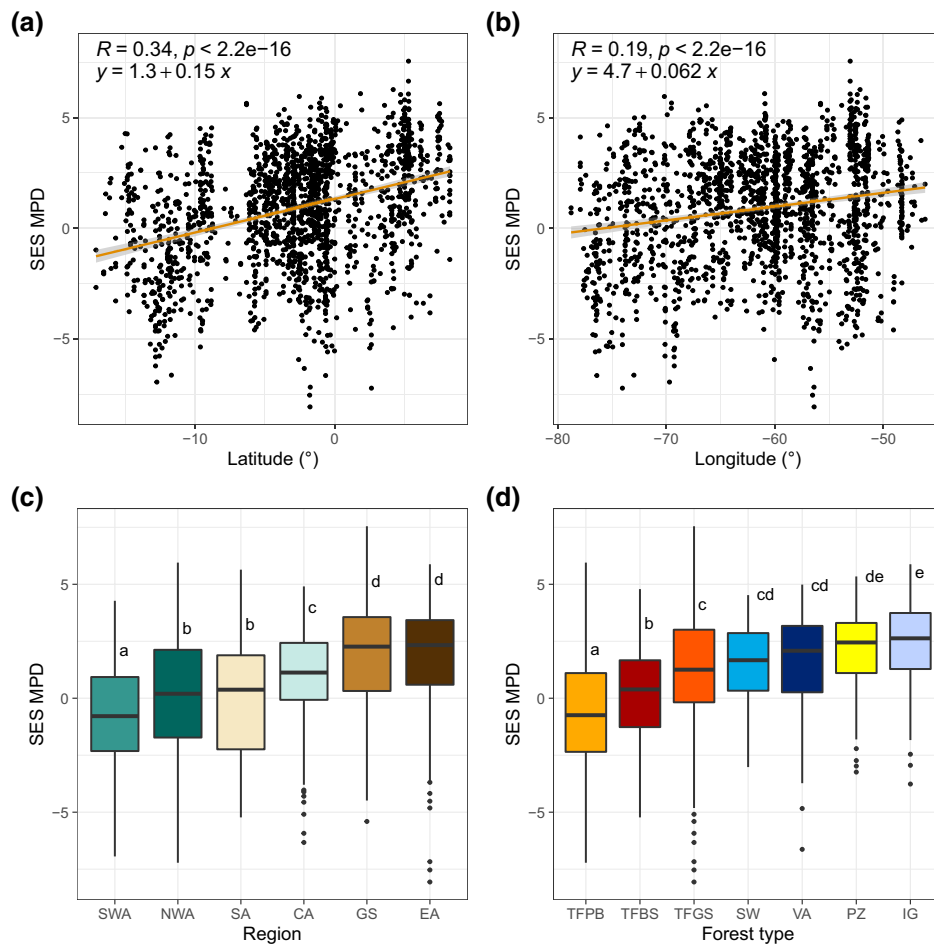 (a)
R = 0.34, p < 2.2e−16
y = 1.3 + 0.15 x
SES MPD
5
0
−5
−10
0
Latitude (°)
(b)
R = 0.19, p < 2.2e−16
y = 4.7 + 0.062 x
SES MPD
5
0
−5
−80
−70
−60
−50
Longitude (°)
(c)
SES MPD
5
0
−5
a
b
b
c
d
d
SWA
NWA
SA
CA
GS
EA
Region
(d)
SES MPD
5
0
−5
a
b
c
cd
cd
de
e
TFPB
TFBS
TFGS
SW
VA
PZ
IG
Forest type